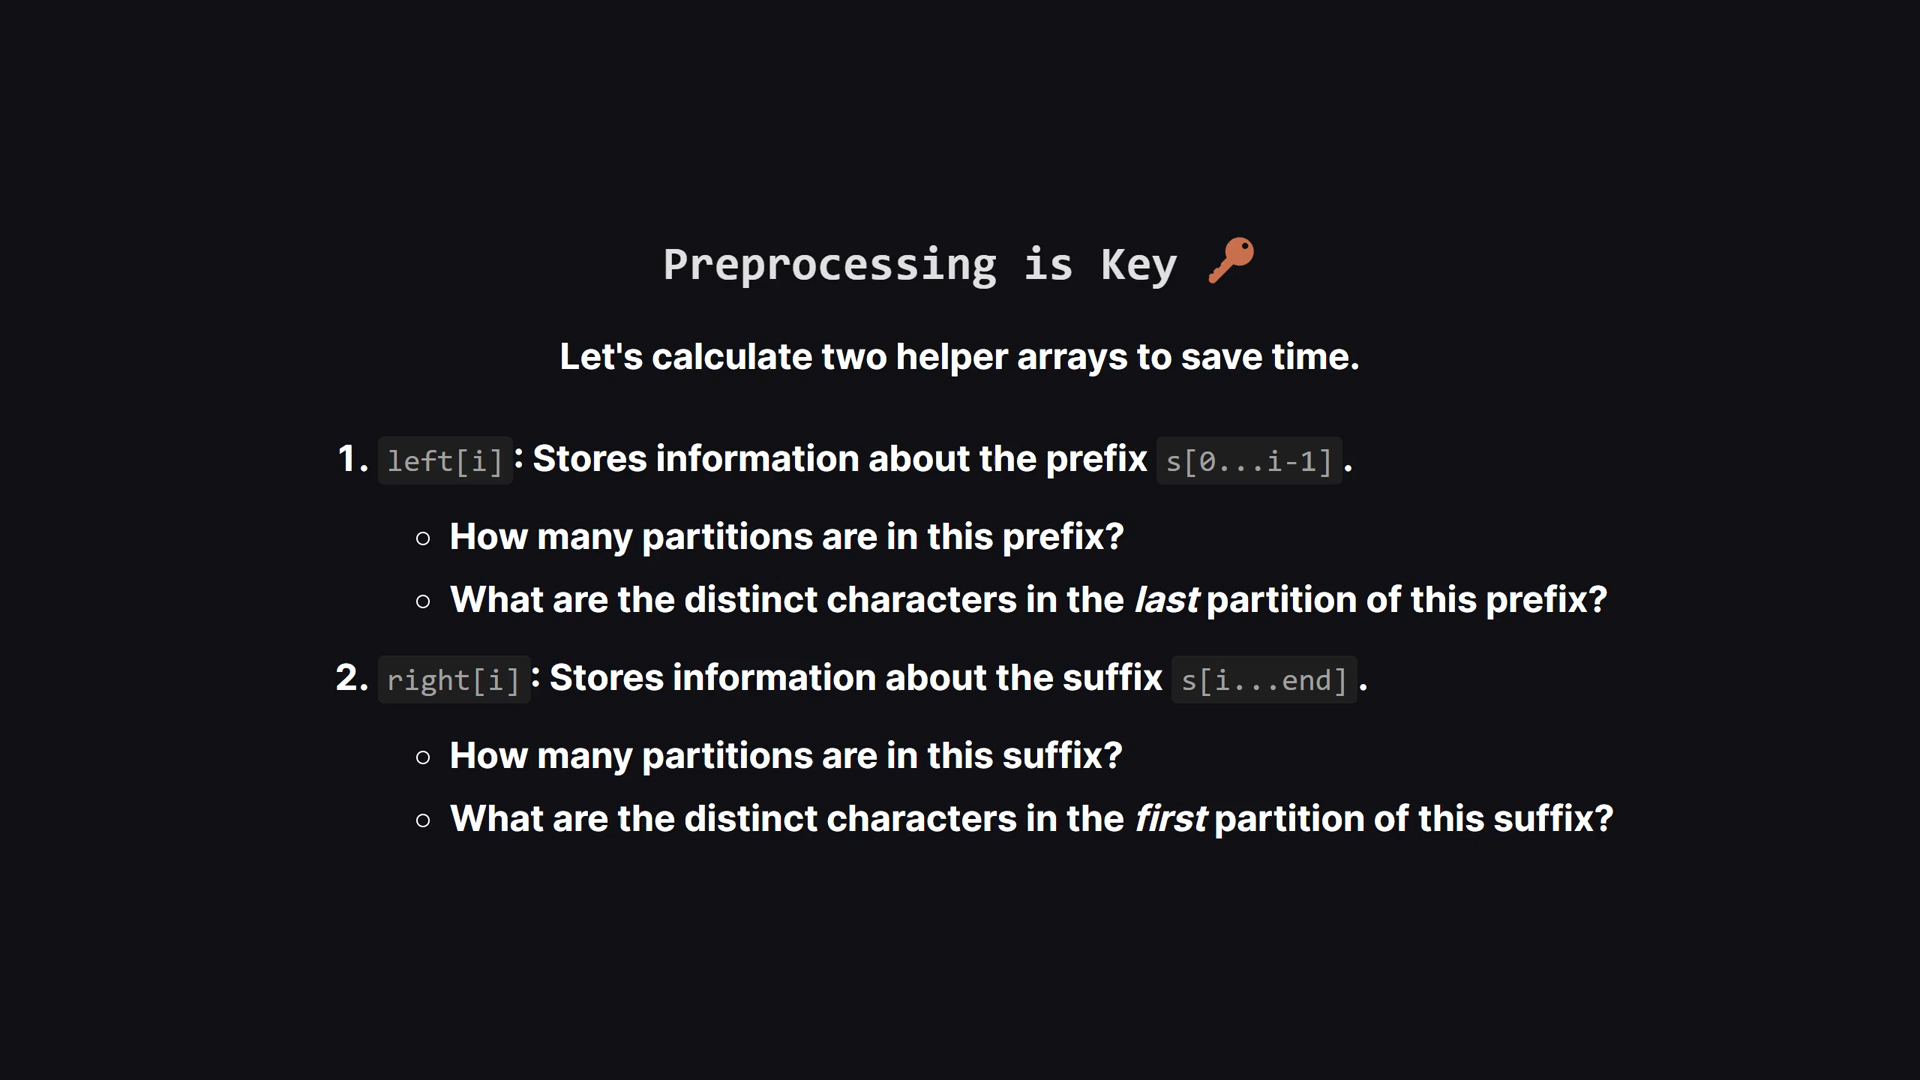 Preprocessing is Key 🔑
Let's calculate two helper arrays to save time.
1. left[i]: Stores information about the prefix s[0...i-1].
○ How many partitions are in this prefix?
○ What are the distinct characters in the last partition of this prefix?
2. right[i]: Stores information about the suffix s[i...end].
○ How many partitions are in this suffix?
○ What are the distinct characters in the first partition of this suffix?